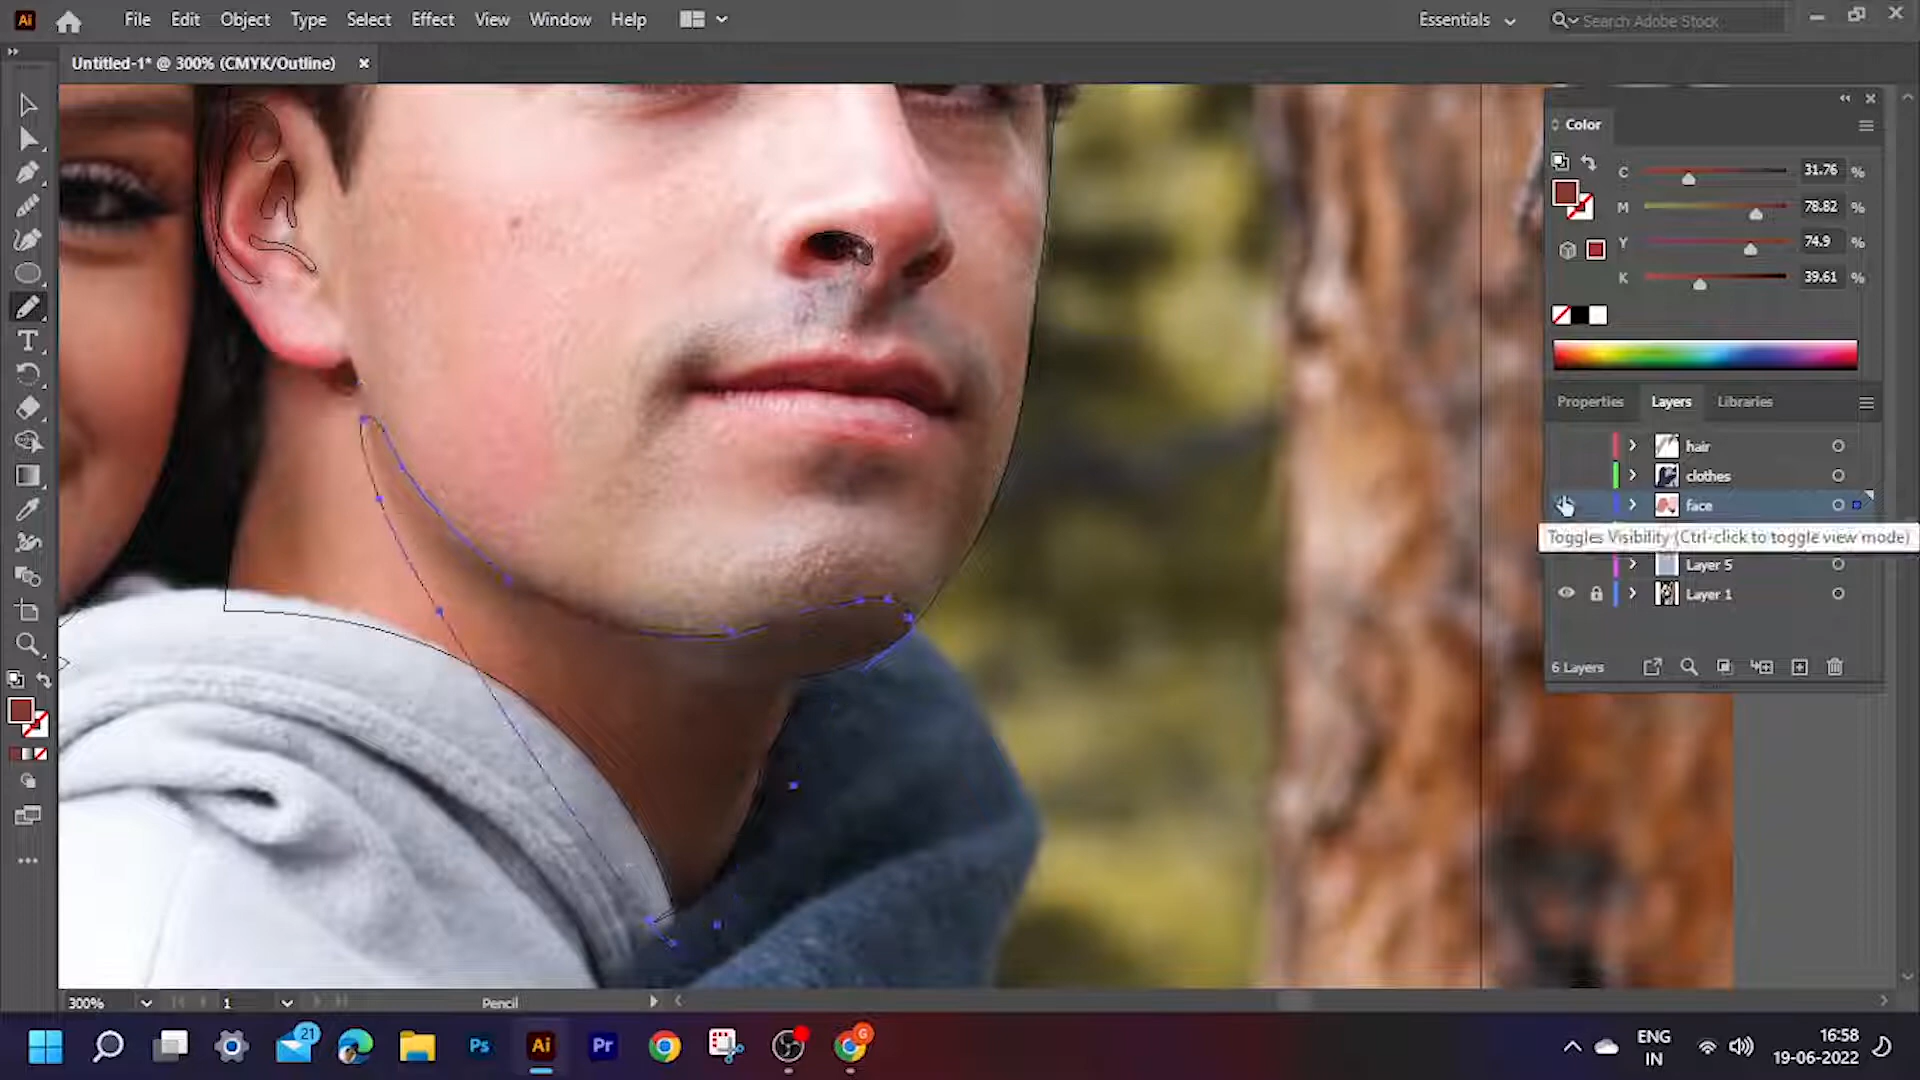 Ai File Edit Object Type Select Effect View Window Help Essentials Search Adobe Stock
Untitled-1* @ 300% (CMYK/Outline)
Color
C 31.76 %
M 78.82 %
Y 74.9 %
K 39.61 %
Properties Layers Libraries
hair
clothes
face
Toggles Visibility (Ctrl-click to toggle view mode)
Layer 5
Layer 1
6 Layers
300% 1 Pencil
21 Ps Ai Pr G
ENG
IN
16:58
19-06-2022